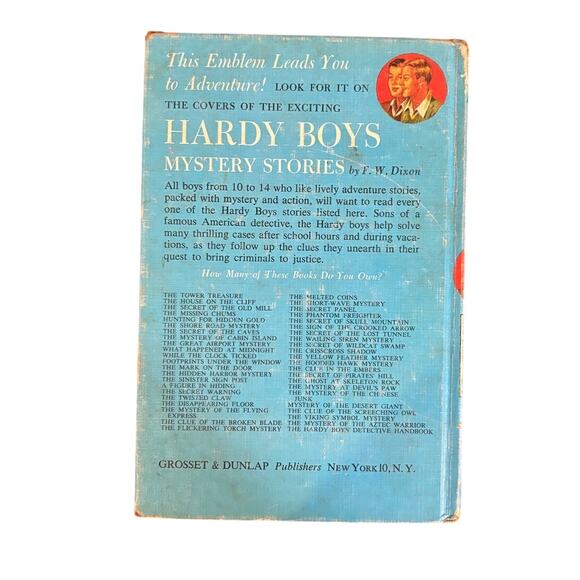 This Emblem Leads You
to Adventure! LOOK FOR IT ON
THE COVERS OF THE EXCITING
HARDY BOYS
MYSTERY STORIES by F. W. Dixon
All boys from 10 to 14 who like lively adventure stories,
packed with mystery and action, will want to read every
one of the Hardy Boys stories listed here. Sons of a
famous American detective, the Hardy boys help solve
many thrilling cases after school hours and during vaca-
tions, as they follow up the clues they unearth in their
quest to bring criminals to justice.
How Many of These Books Do You Own?
THE TOWER TREASURE
THE HOUSE ON THE CLIFF
THE SECRET OF THE OLD MILL
THE MISSING CHUMS
HUNTING FOR HIDDEN GOLD
THE SHORE ROAD MYSTERY
THE SECRET OF THE CAVES
THE MYSTERY OF CABIN ISLAND
THE GREAT AIRPORT MYSTERY
WHAT HAPPENED AT MIDNIGHT
WHILE THE CLOCK TICKED
FOOTPRINTS UNDER THE WINDOW
THE MARK ON THE DOOR
THE HIDDEN HARBOR MYSTERY
THE SINISTER SIGN POST
A FIGURE IN HIDING
THE SECRET WARNING
THE TWISTED CLAW
THE DISAPPEARING FLOOR
THE MYSTERY OF THE FLYING
EXPRESS
THE CLUE OF THE BROKEN BLADE
THE FLICKERING TORCH MYSTERY
THE MELTED COINS
THE SHORT-WAVE MYSTERY
THE SECRET PANEL
THE PHANTOM FREIGHTER
THE SECRET OF SKULL MOUNTAIN
THE SIGN OF THE CROOKED ARROW
THE SECRET OF THE LOST TUNNEL
THE WAILING SIREN MYSTERY
THE SECRET OF WILDCAT SWAMP
THE CRISSCROSS SHADOW
THE YELLOW FEATHER MYSTERY
THE HOODED HAWK MYSTERY
THE CLUE IN THE EMBERS
THE SECRET OF PIRATES' HILL
THE GHOST AT SKELETON ROCK
THE MYSTERY AT DEVIL'S PAW
THE MYSTERY OF THE CHINESE
JUNK
MYSTERY OF THE DESERT GIANT
THE CLUE OF THE SCREECHING OWL
THE VIKING SYMBOL MYSTERY
THE MYSTERY OF THE AZTEC WARRIOR
THE HARDY BOYS' DETECTIVE HANDBOOK
GROSSET & DUNLAP Publishers NEW YORK 10, N. Y.